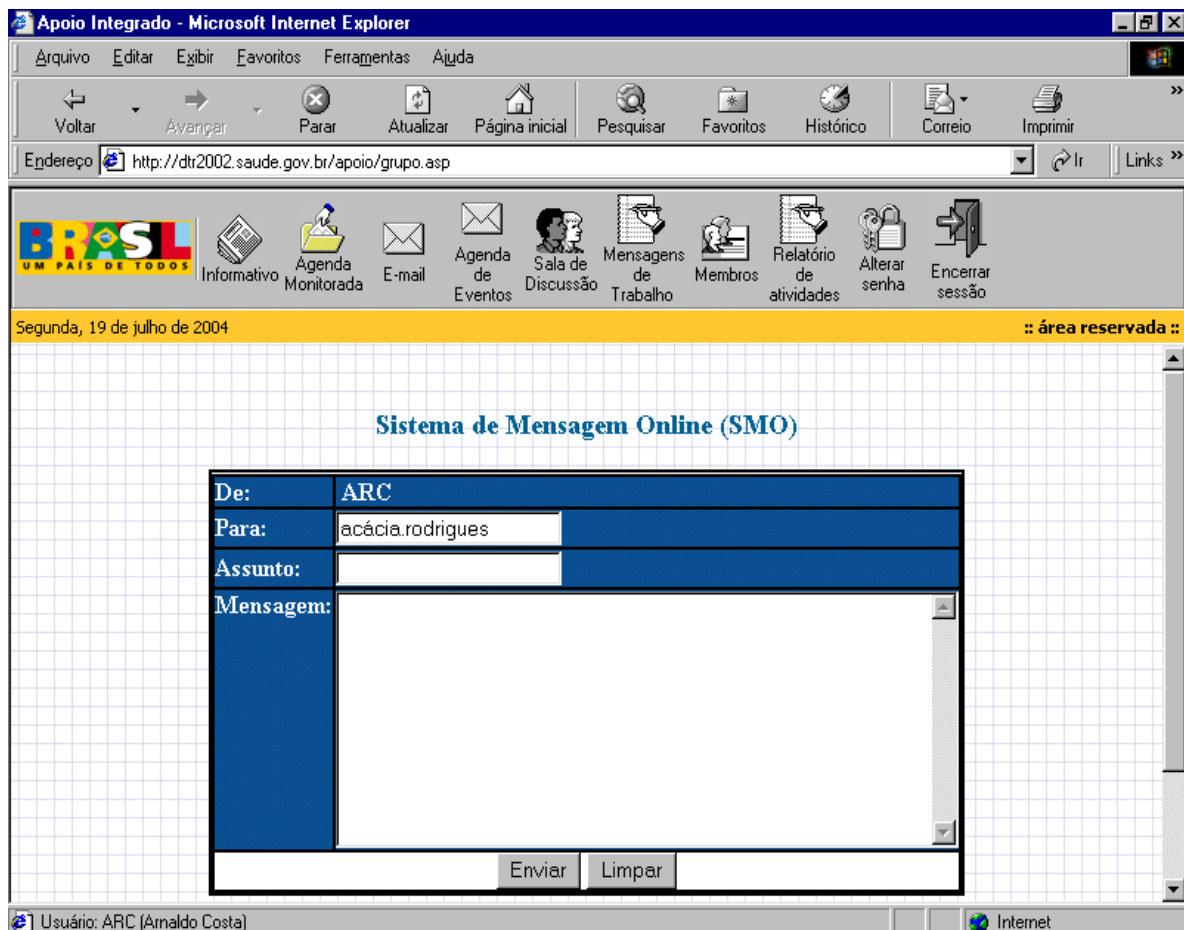 Apoio Integrado - Microsoft Internet Explorer
Arquivo Editar Exibir Favoritos Ferramentas Ajuda
Voltar Avançar Parar Atualizar Página inicial Pesquisar Favoritos Histórico Correio Imprimir »
Endereço http://dtr2002.saude.gov.br/apoio/grupo.asp Ir Links »
BRASIL
UM PAÍS DE TODOS
Informativo
Agenda
Monitorada
E-mail
Agenda
de
Eventos
Sala de
Discussão
Mensagens
de
Trabalho
Membros
Relatório
de
atividades
Alterar
senha
Encerrar
sessão
Segunda, 19 de julho de 2004 :: área reservada ::
Sistema de Mensagem Online (SMO)
De: ARC
Para: acácia.rodrigues
Assunto:
Mensagem:
Enviar Limpar
Usuário: ARC (Arnaldo Costa) Internet